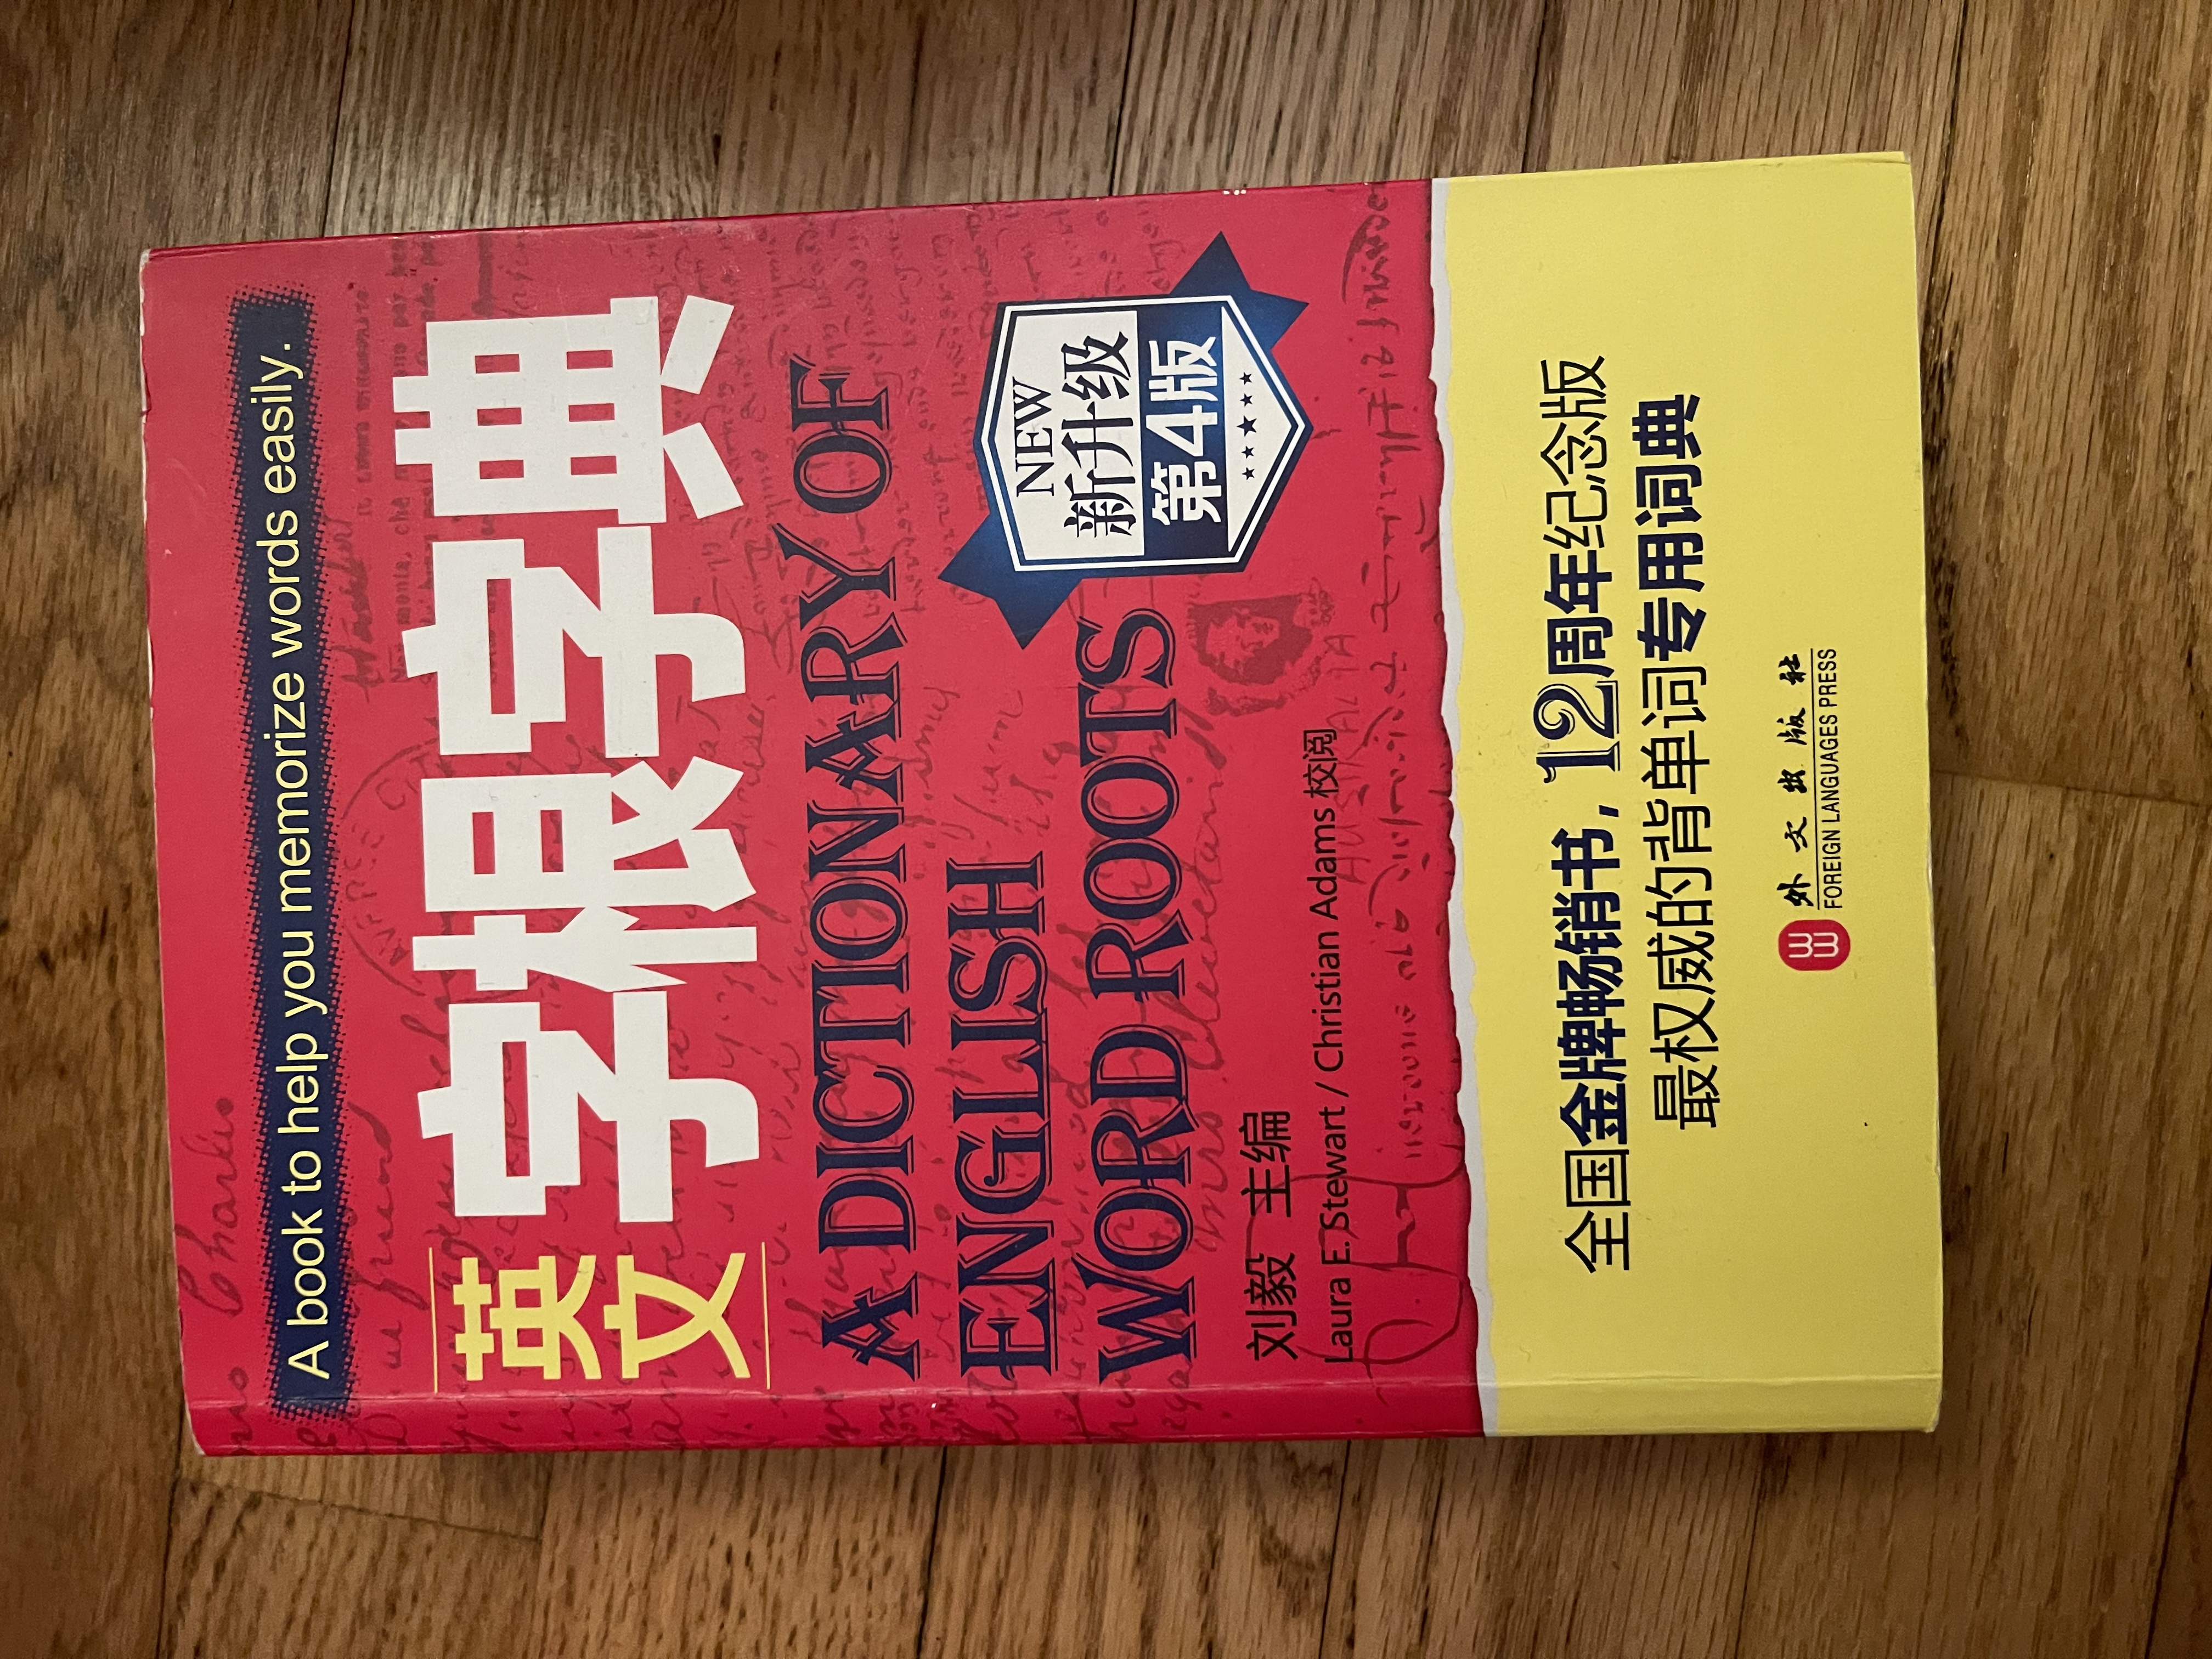 A book to help you memorize words easily.
英文
字根字典
A DICTIONARY OF
ENGLISH
WORD ROOTS
NEW
新升级
第4版
刘毅 主编
Laura E. Stewart / Christian Adams 校阅
全国金牌畅销书，12周年纪念版
最权威的背单词专用词典
外文出版社
FOREIGN LANGUAGES PRESS